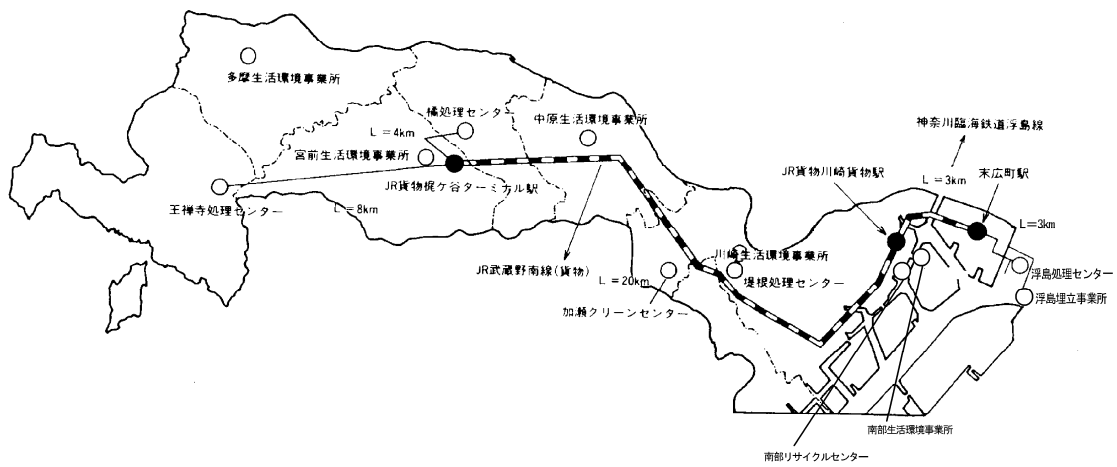 多摩生活環境事業所
橘処理センター
L=4km
中原生活環境事業所
宮前生活環境事業所
JR貨物梶ケ谷ターミナル駅
王禅寺処理センター
L=8km
JR武蔵野南線(貨物)
L=20km
加瀬クリーンセンター
川崎生活環境事業所
堤根処理センター
神奈川臨海鉄道浮島線
JR貨物川崎貨物駅
L=3km
末広町駅
L=3km
浮島処理センター
浮島埋立事業所
南部生活環境事業所
南部リサイクルセンター